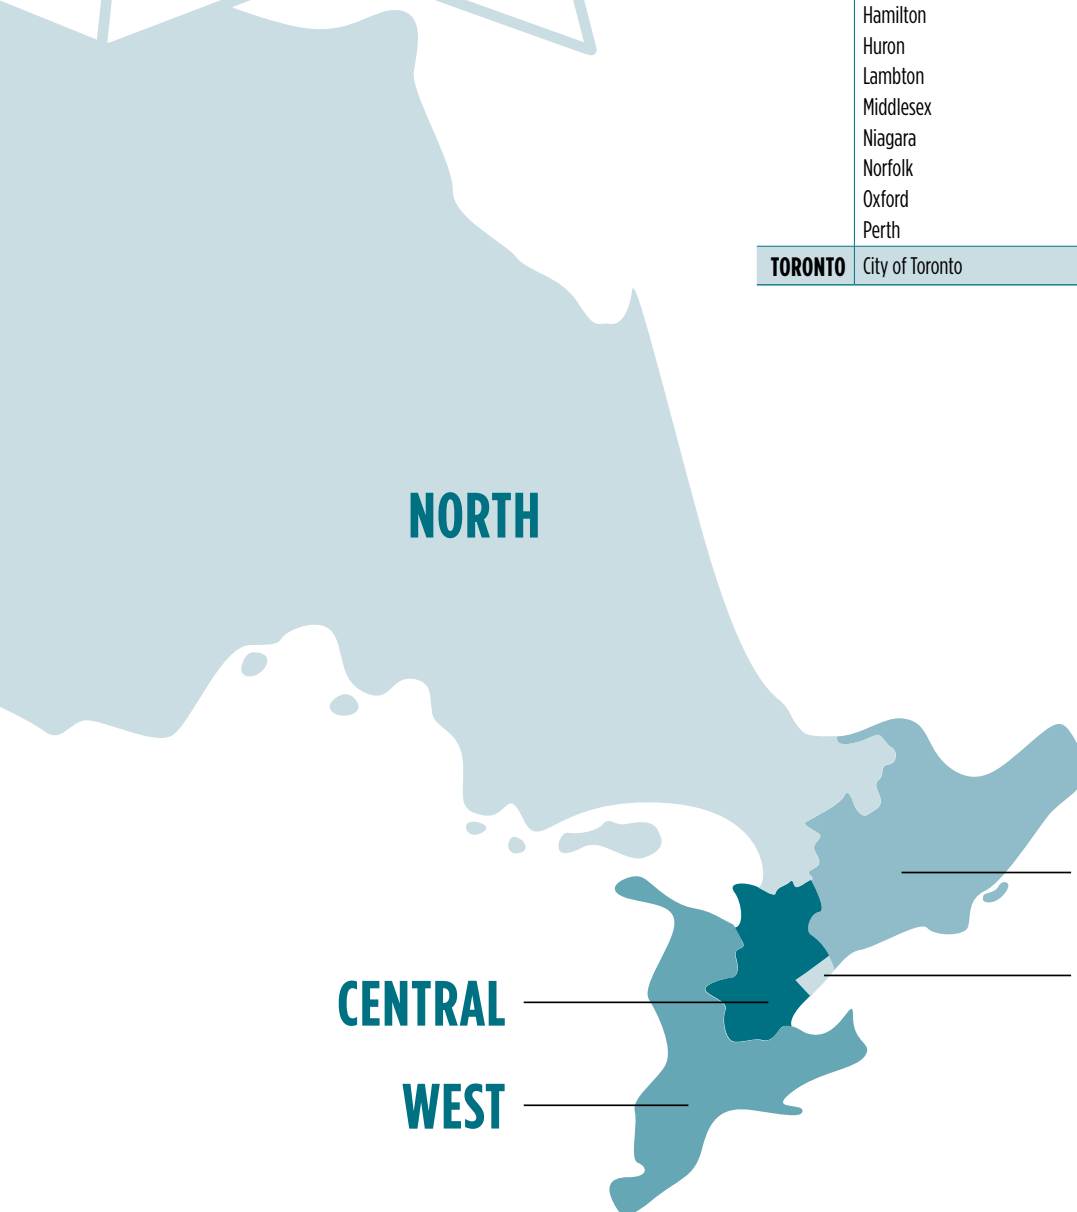 Hamilton
Huron
Lambton
Middlesex
Niagara
Norfolk
Oxford
Perth
TORONTO City of Toronto
NORTH
CENTRAL
WEST